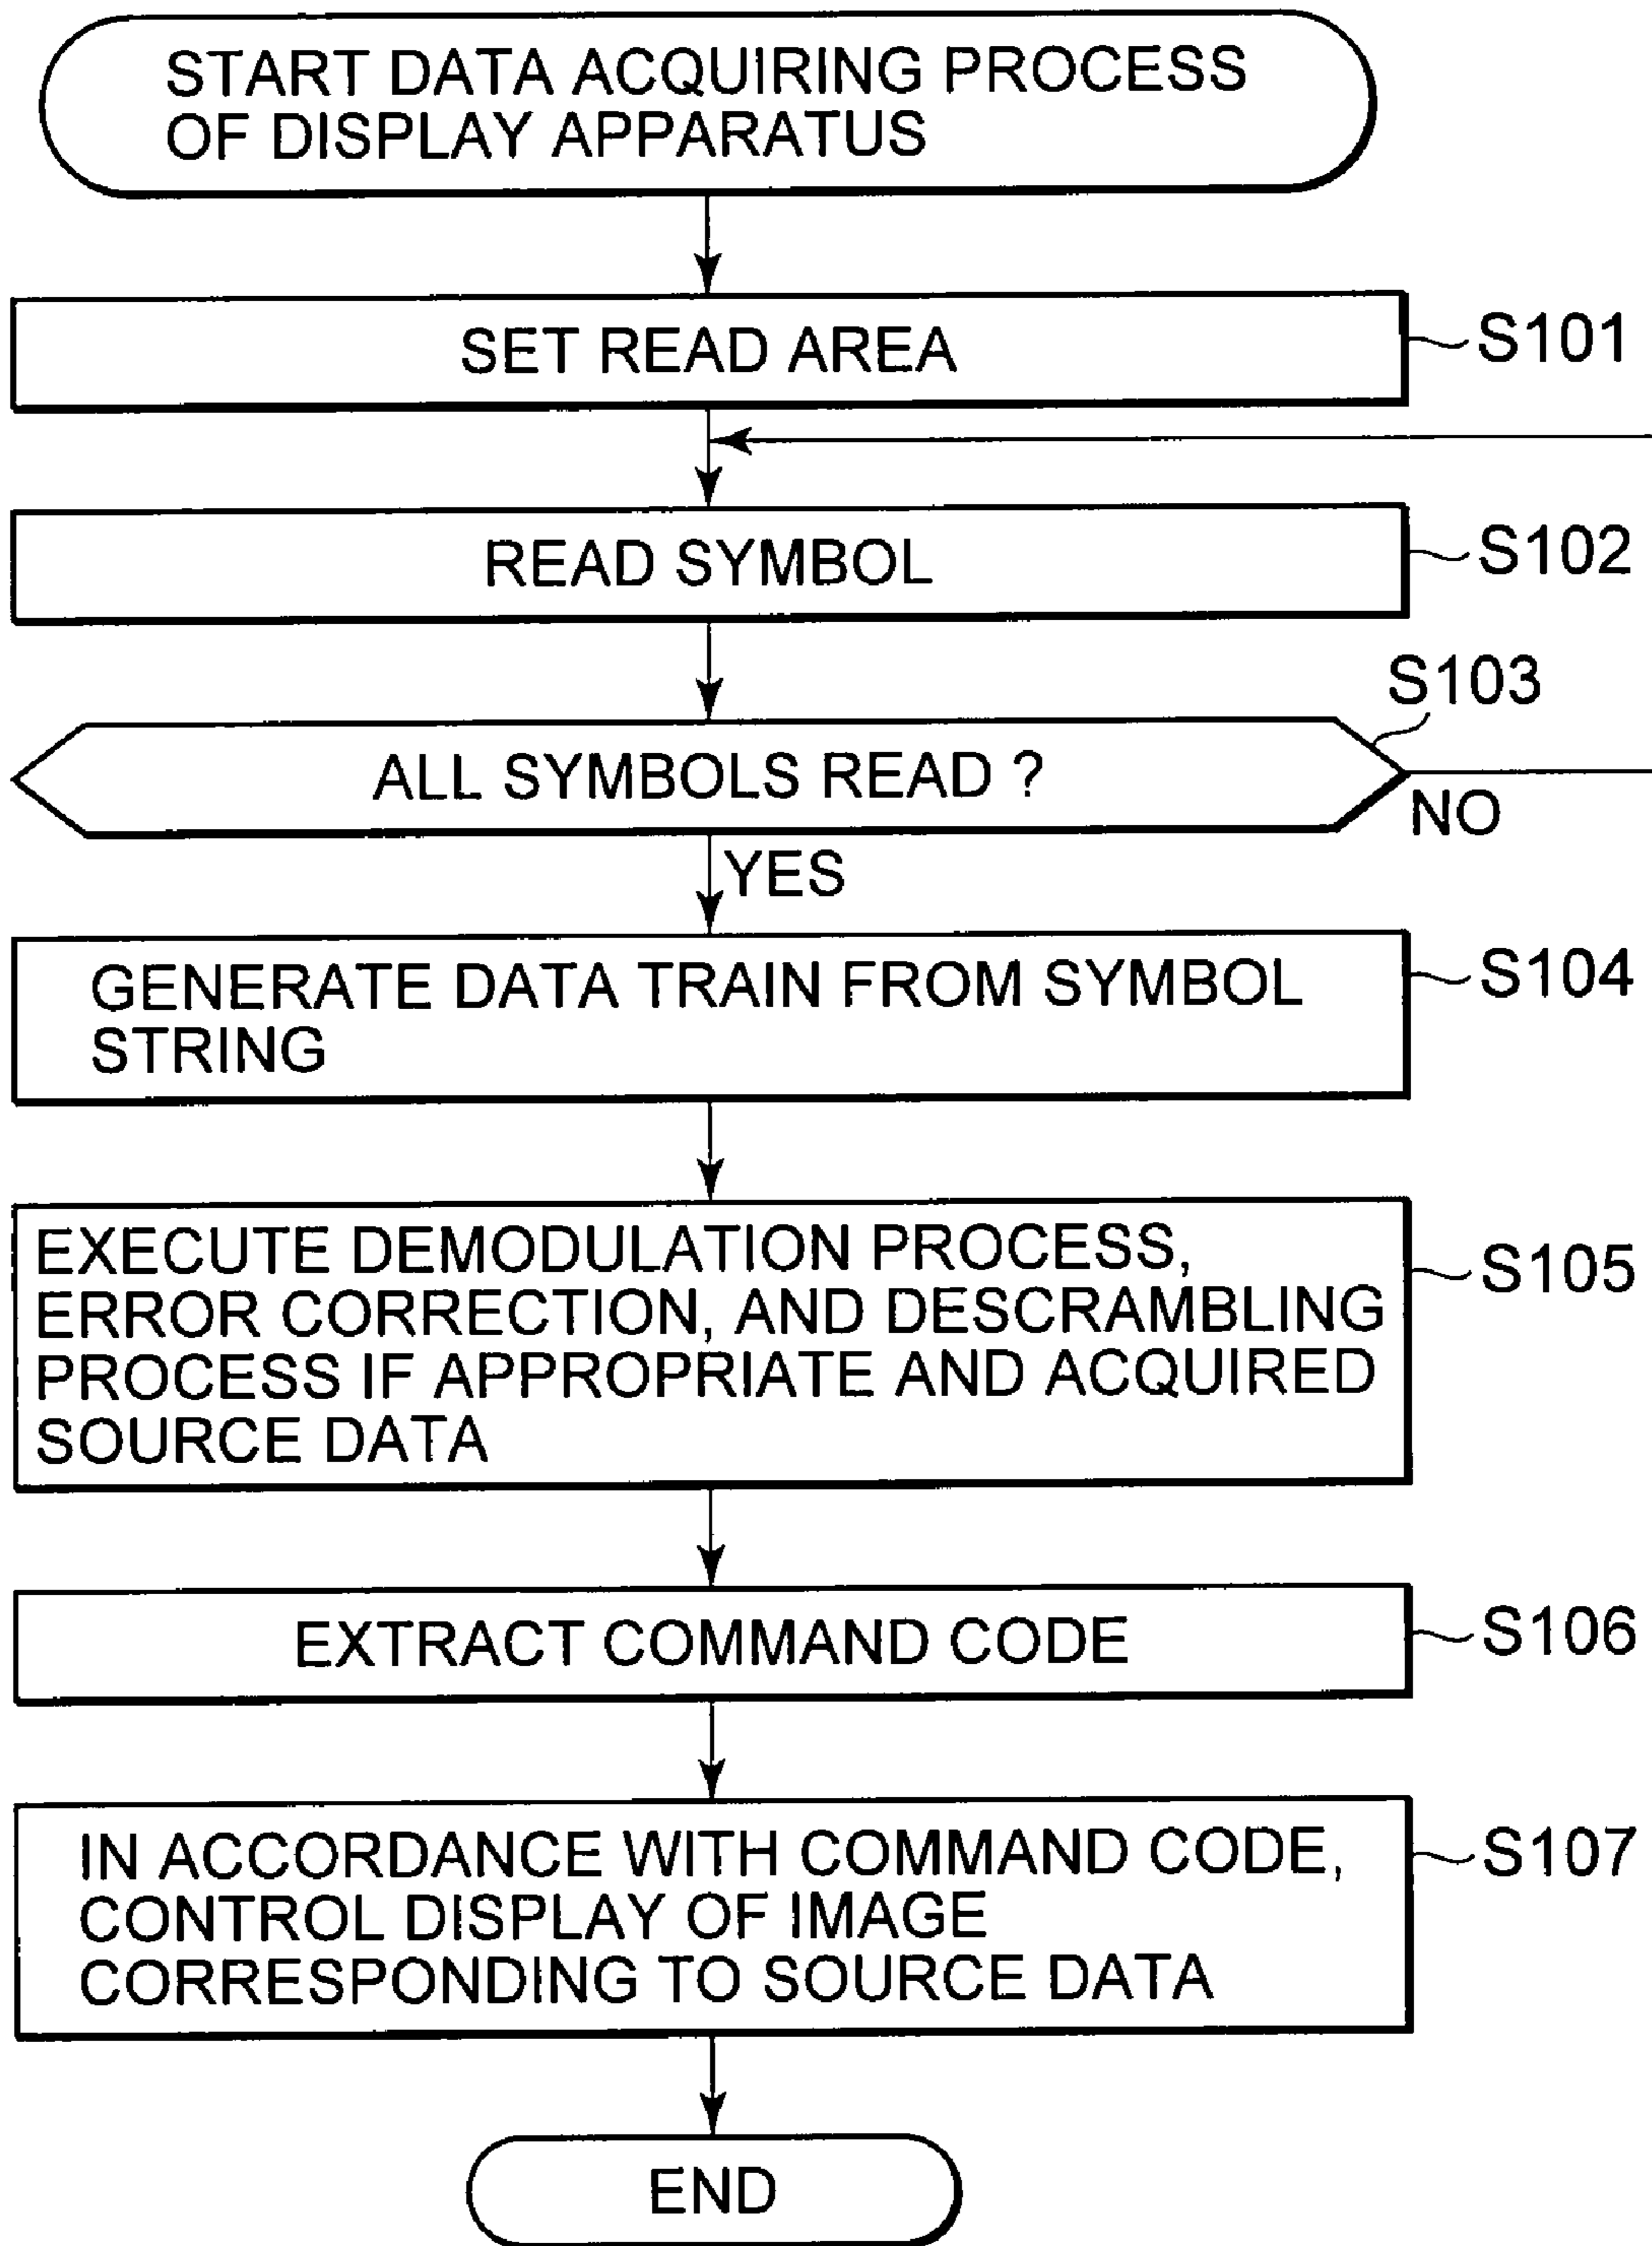 START DATA ACQUIRING PROCESS
OF DISPLAY APPARATUS
SET READ AREA
S101
READ SYMBOL
S102
S103
ALL SYMBOLS READ ?
NO
YES
GENERATE DATA TRAIN FROM SYMBOL
STRING
S104
EXECUTE DEMODULATION PROCESS,
ERROR CORRECTION, AND DESCRAMBLING
PROCESS IF APPROPRIATE AND ACQUIRED
SOURCE DATA
S105
EXTRACT COMMAND CODE
S106
IN ACCORDANCE WITH COMMAND CODE,
CONTROL DISPLAY OF IMAGE
CORRESPONDING TO SOURCE DATA
S107
END